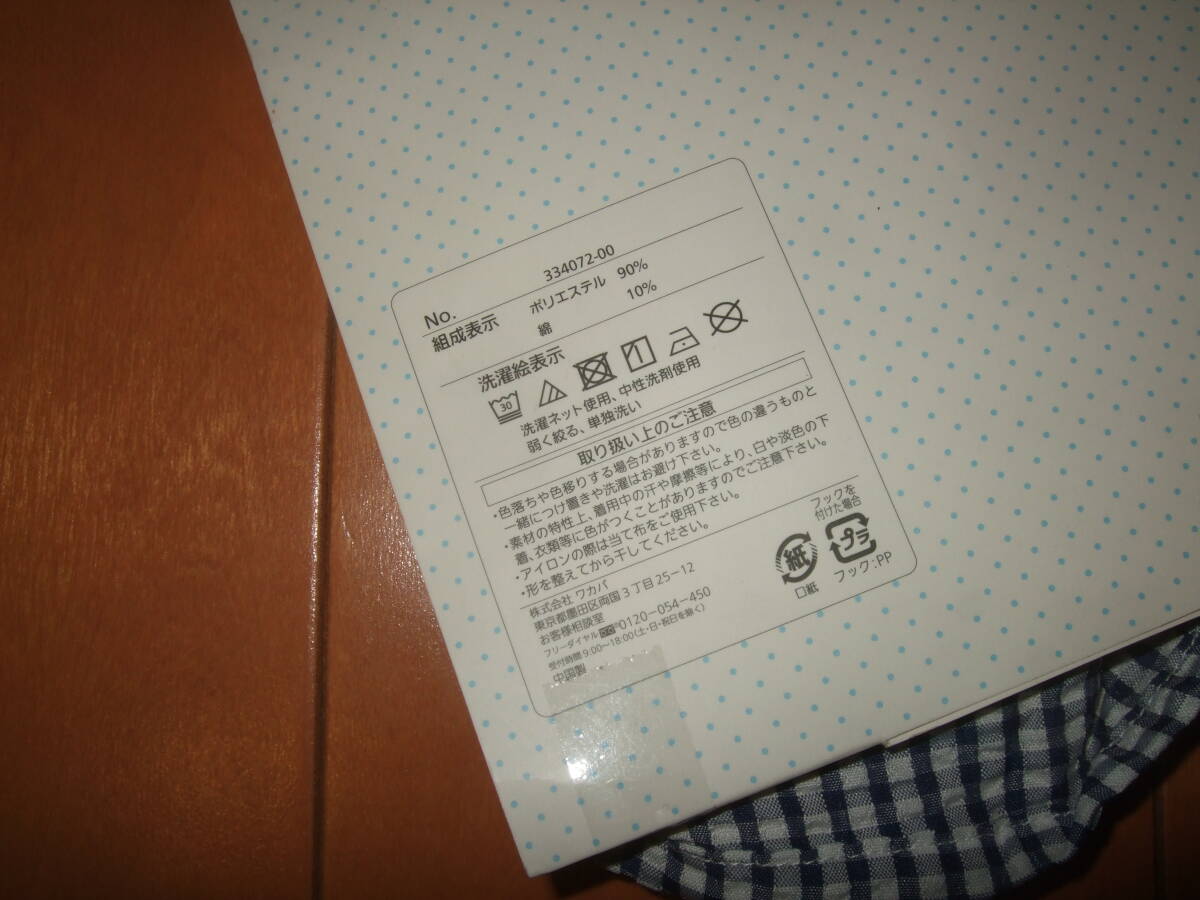 No. 334072-00
組成表示 ポリエステル 90%
綿 10%
洗濯絵表示
30
洗濯ネット使用、中性洗剤使用
弱く絞る、単独洗い
取り扱い上のご注意
・色落ちや色移りする場合がありますので色の違うものと
一緒につけ置きや洗濯はお避け下さい。
・素材の特性上、着用中の汗や摩擦等により、白や淡色の下
着、衣類等に色がつくことがありますのでご注意下さい。
・アイロンの際は当て布をご使用下さい。
・形を整えてから干してください。
株式会社 ワカバ
東京都墨田区両国3丁目25−12
お客様相談室
フリーダイヤル 0120−054−450
受付時間 9:00〜18:00(土・日・祝日を除く)
中国製
紙
口紙
フックを
付けた場合
プラ
フック:PP